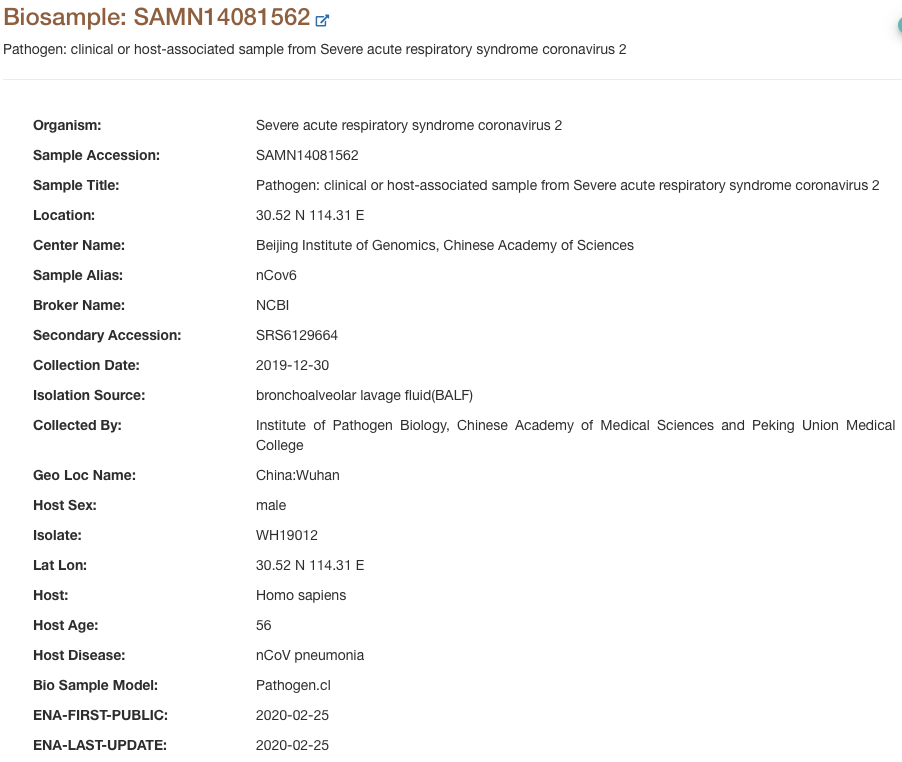 Biosample: SAMN14081562
Pathogen: clinical or host-associated sample from Severe acute respiratory syndrome coronavirus 2
Organism: Severe acute respiratory syndrome coronavirus 2
Sample Accession: SAMN14081562
Sample Title: Pathogen: clinical or host-associated sample from Severe acute respiratory syndrome coronavirus 2
Location: 30.52 N 114.31 E
Center Name: Beijing Institute of Genomics, Chinese Academy of Sciences
Sample Alias: nCov6
Broker Name: NCBI
Secondary Accession: SRS6129664
Collection Date: 2019-12-30
Isolation Source: bronchoalveolar lavage fluid(BALF)
Collected By: Institute of Pathogen Biology, Chinese Academy of Medical Sciences and Peking Union Medical
College
Geo Loc Name: China:Wuhan
Host Sex: male
Isolate: WH19012
Lat Lon: 30.52 N 114.31 E
Host: Homo sapiens
Host Age: 56
Host Disease: nCoV pneumonia
Bio Sample Model: Pathogen.cl
ENA-FIRST-PUBLIC: 2020-02-25
ENA-LAST-UPDATE: 2020-02-25